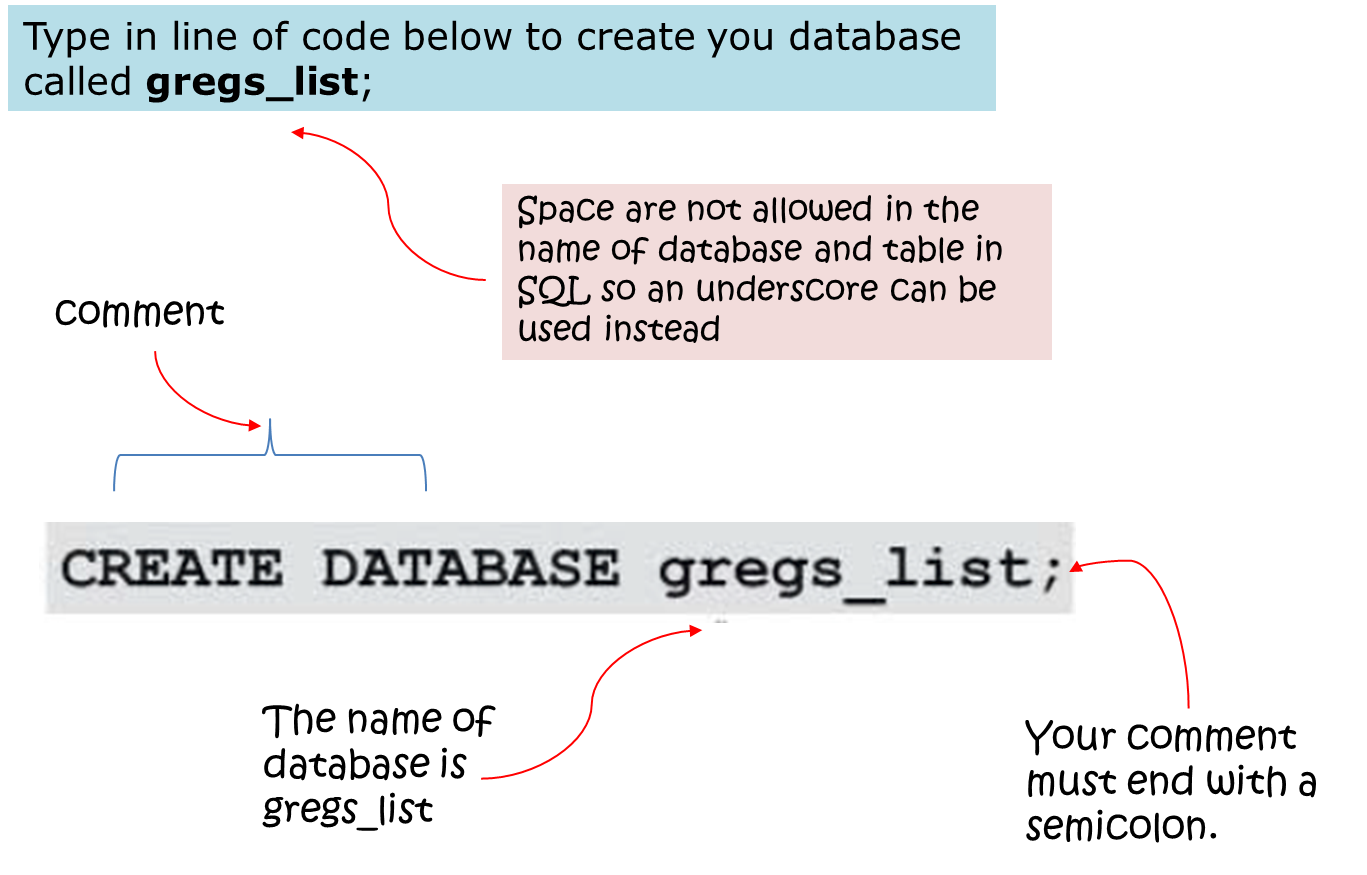 Type in line of code below to create you database
called gregs_list;
Space are not allowed in the
name of database and table in
SQL so an underscore can be
used instead
comment
CREATE DATABASE gregs_list;
The name of
database is
gregs_list
Your comment
must end with a
semicolon.